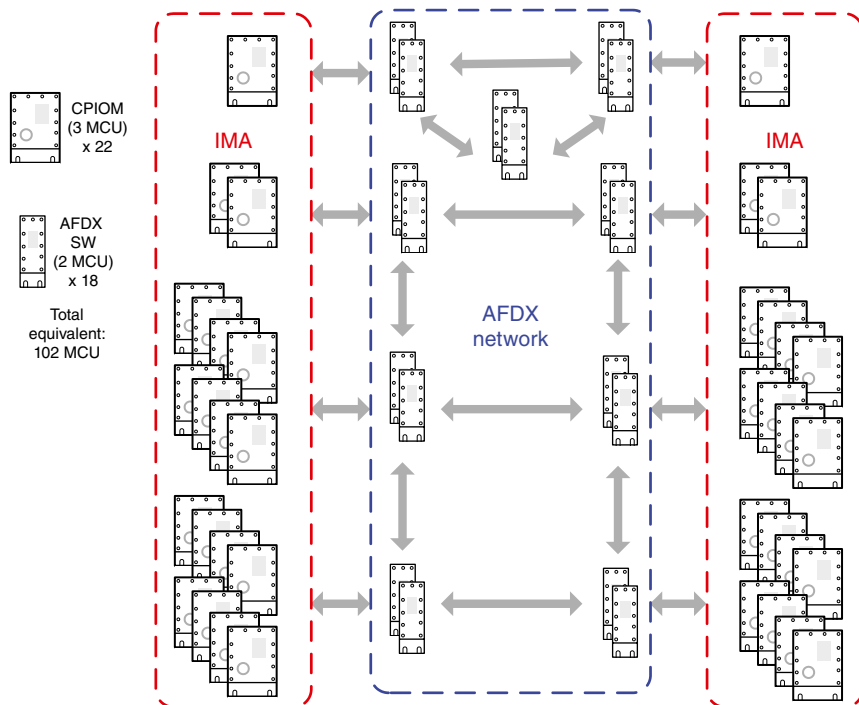 CPIOM
(3 MCU)
x 22
AFDX
SW
(2 MCU)
x 18
Total
equivalent:
102 MCU
IMA
AFDX
network
IMA